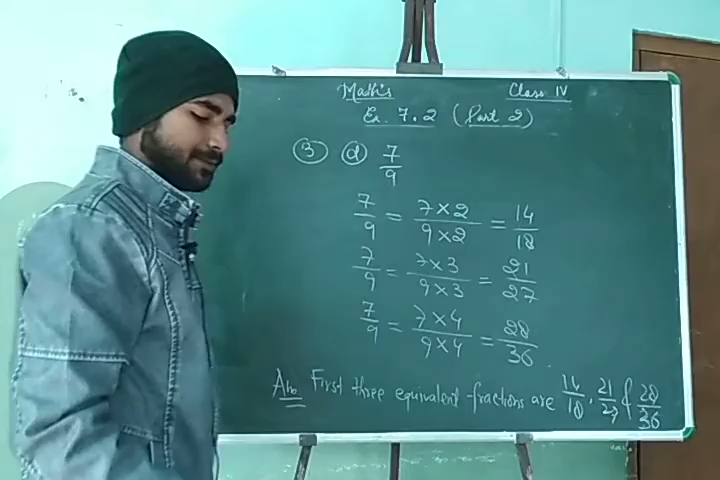 Maths Class IV
Ex. 7.2 (Part 2)
(3) (d) 7/9
7/9 = 7×2/9×2 = 14/18
7/9 = 7×3/9×3 = 21/27
7/9 = 7×4/9×4 = 28/36
Ans First three equivalent fractions are 14/18, 21/27 & 28/36